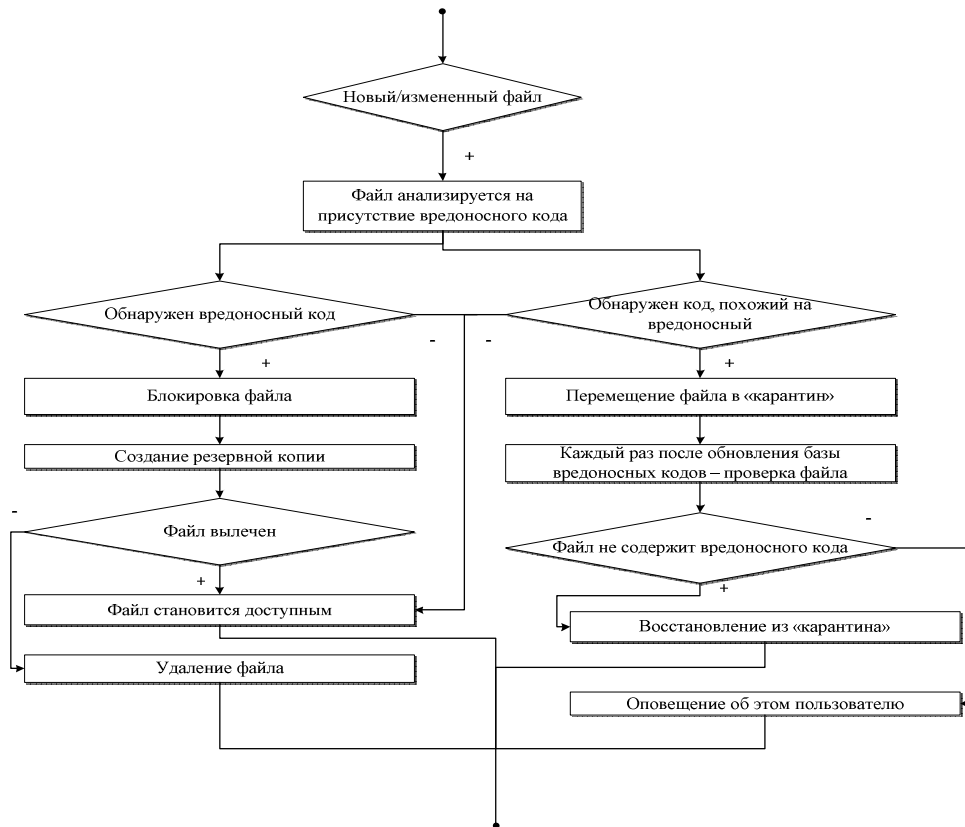 Новый/измененный файл
+
Файл анализируется на
присутствие вредоносного кода
Обнаружен вредоносный код
Обнаружен код, похожий на
вредоносный
-
-
+
+
Блокировка файла
Перемещение файла в «карантин»
Создание резервной копии
Каждый раз после обновления базы
вредоносных кодов – проверка файла
-
Файл вылечен
-
Файл не содержит вредоносного кода
+
+
Файл становится доступным
Восстановление из «карантина»
Удаление файла
Оповещение об этом пользователю